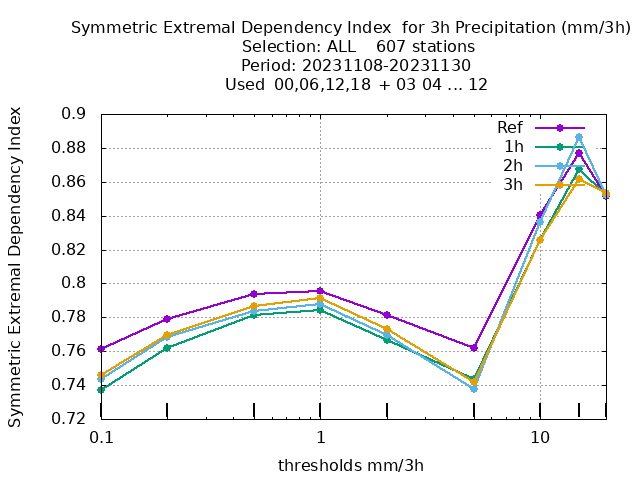 Symmetric Extremal Dependency Index  for 3h Precipitation (mm/3h)
Selection: ALL    607 stations
Period: 20231108-20231130
Used  00,06,12,18  + 03 04 ... 12
Symmetric Extremal Dependency Index
0.9
0.88
0.86
0.84
0.82
0.8
0.78
0.76
0.74
0.72
Ref
1h
2h
3h
0.1 1 10
thresholds mm/3h